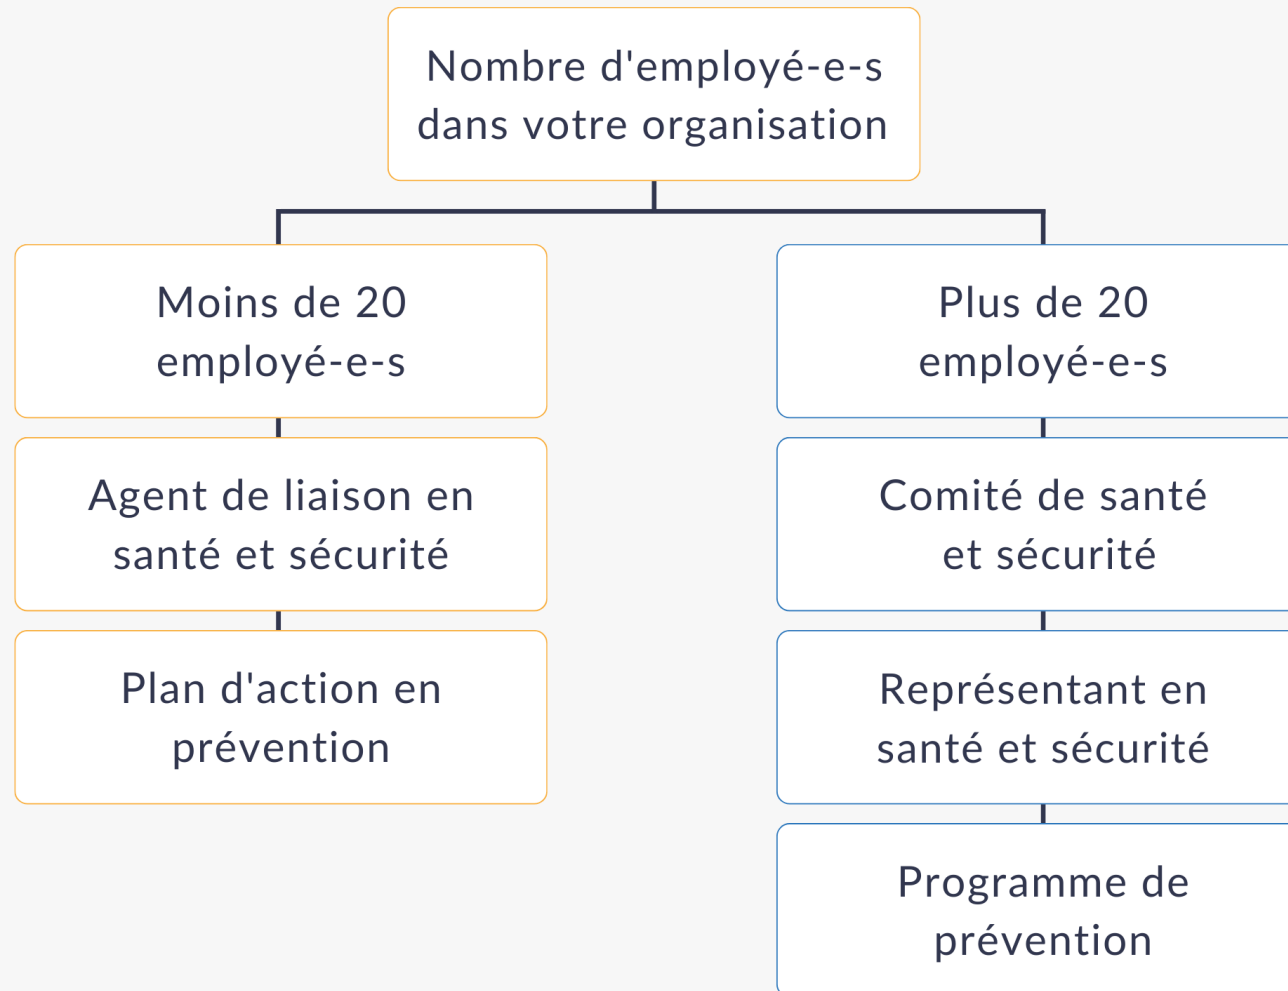 Nombre d'employé-e-s
dans votre organisation
Moins de 20
employé-e-s
Agent de liaison en
santé et sécurité
Plan d'action en
prévention
Plus de 20
employé-e-s
Comité de santé
et sécurité
Représentant en
santé et sécurité
Programme de
prévention